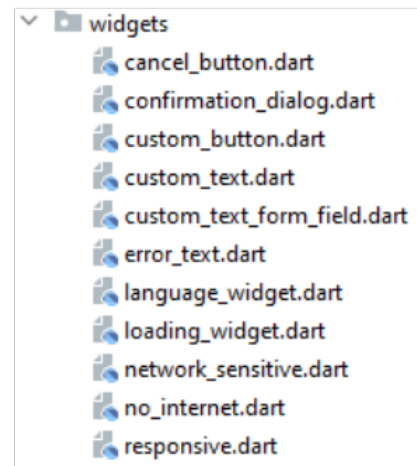 widgets
cancel_button.dart
confirmation_dialog.dart
custom_button.dart
custom_text.dart
custom_text_form_field.dart
error_text.dart
language_widget.dart
loading_widget.dart
network_sensitive.dart
no_internet.dart
responsive.dart